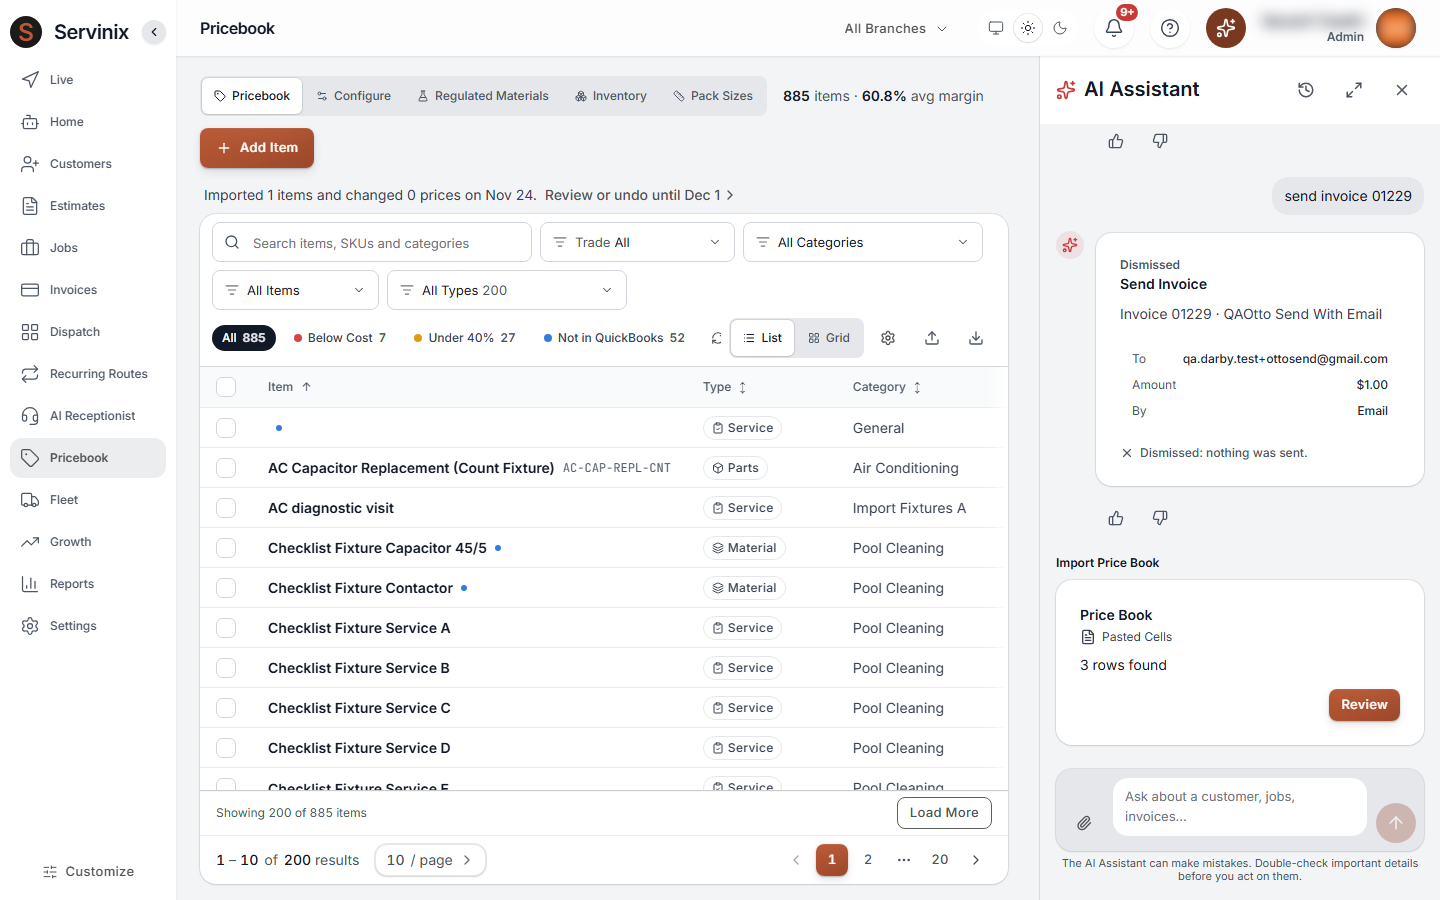 Servinix
Live
Home
Customers
Estimates
Jobs
Invoices
Dispatch
Recurring Routes
AI Receptionist
Pricebook
Fleet
Growth
Reports
Settings
Customize
Pricebook
All Branches
9+
Admin
Pricebook
Configure
Regulated Materials
Inventory
Pack Sizes
885 items · 60.8% avg margin
+ Add Item
Imported 1 items and changed 0 prices on Nov 24. Review or undo until Dec 1
Search items, SKUs and categories
Trade All
All Categories
All Items
All Types 200
All 885
Below Cost 7
Under 40% 27
Not in QuickBooks 52
List
Grid
Item Type Category
Service General
AC Capacitor Replacement (Count Fixture) AC-CAP-REPL-CNT Parts Air Conditioning
AC diagnostic visit Service Import Fixtures A
Checklist Fixture Capacitor 45/5 Material Pool Cleaning
Checklist Fixture Contactor Material Pool Cleaning
Checklist Fixture Service A Service Pool Cleaning
Checklist Fixture Service B Service Pool Cleaning
Checklist Fixture Service C Service Pool Cleaning
Checklist Fixture Service D Service Pool Cleaning
Checklist Fixture Service E Service Pool Cleaning
Showing 200 of 885 items
Load More
1 – 10 of 200 results
10 / page
1 2 ··· 20
AI Assistant
send invoice 01229
Dismissed
Send Invoice
Invoice 01229 · QAOtto Send With Email
To qa.darby.test+ottosend@gmail.com
Amount $1.00
By Email
Dismissed: nothing was sent.
Import Price Book
Price Book
Pasted Cells
3 rows found
Review
Ask about a customer, jobs,
invoices...
The AI Assistant can make mistakes. Double-check important details
before you act on them.